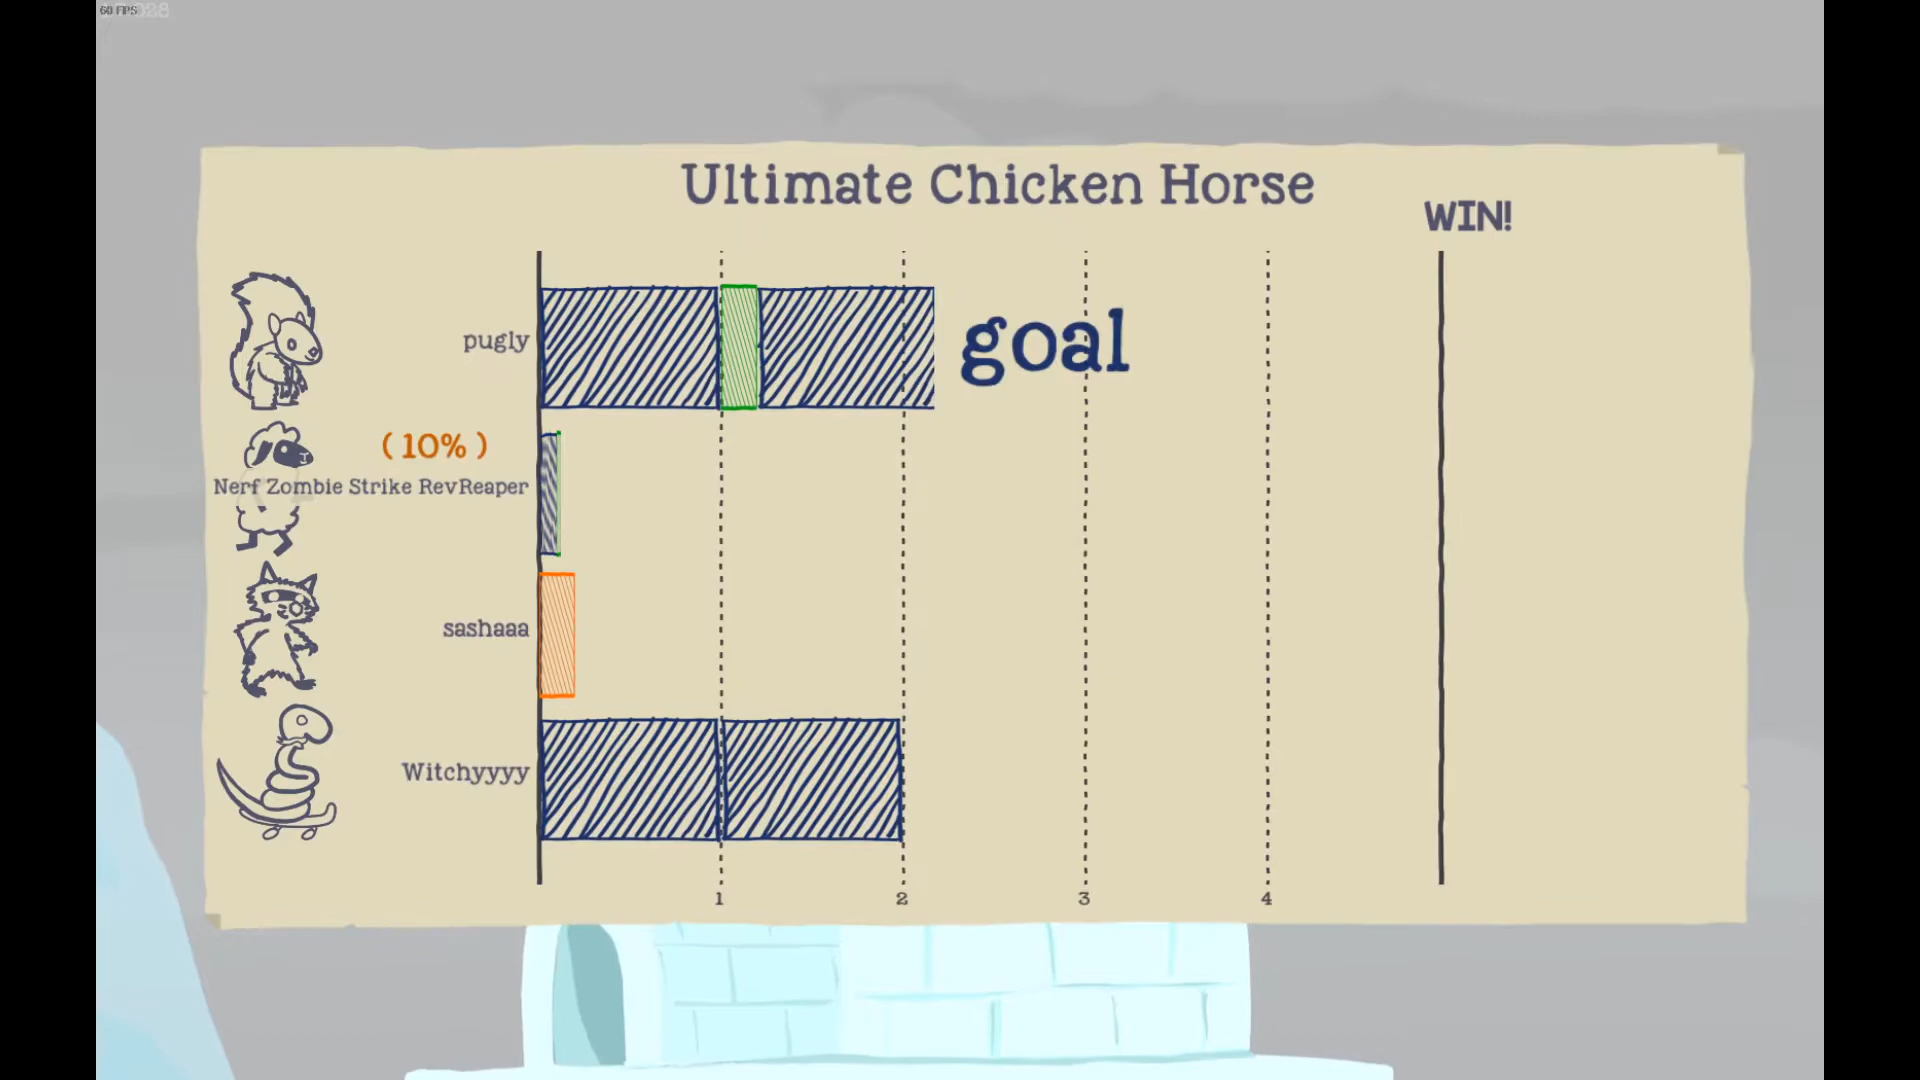 60 FPS
Ultimate Chicken Horse
WIN!
pugly
goal
( 10% )
Nerf Zombie Strike RevReaper
sashaaa
Witchyyyy
1
2
3
4